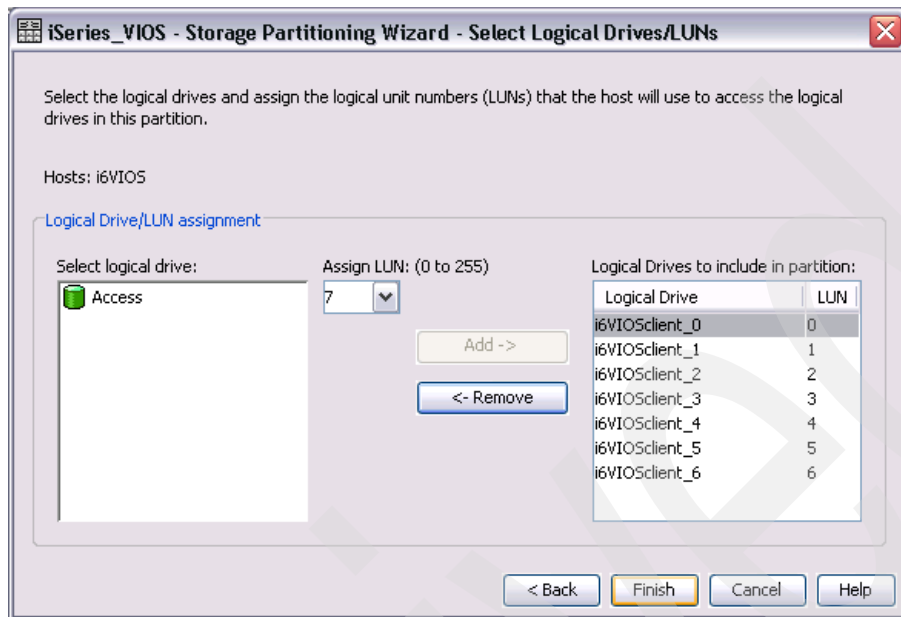 iSeries_VIOS - Storage Partitioning Wizard - Select Logical Drives/LUNs
Select the logical drives and assign the logical unit numbers (LUNs) that the host will use to access the logical
drives in this partition.
Hosts: i6VIOS
Logical Drive/LUN assignment
Select logical drive:
Access
Assign LUN: (0 to 255)
7
Add ->
<- Remove
Logical Drives to include in partition:
Logical Drive LUN
i6VIOSclient_0 0
i6VIOSclient_1 1
i6VIOSclient_2 2
i6VIOSclient_3 3
i6VIOSclient_4 4
i6VIOSclient_5 5
i6VIOSclient_6 6
< Back Finish Cancel Help